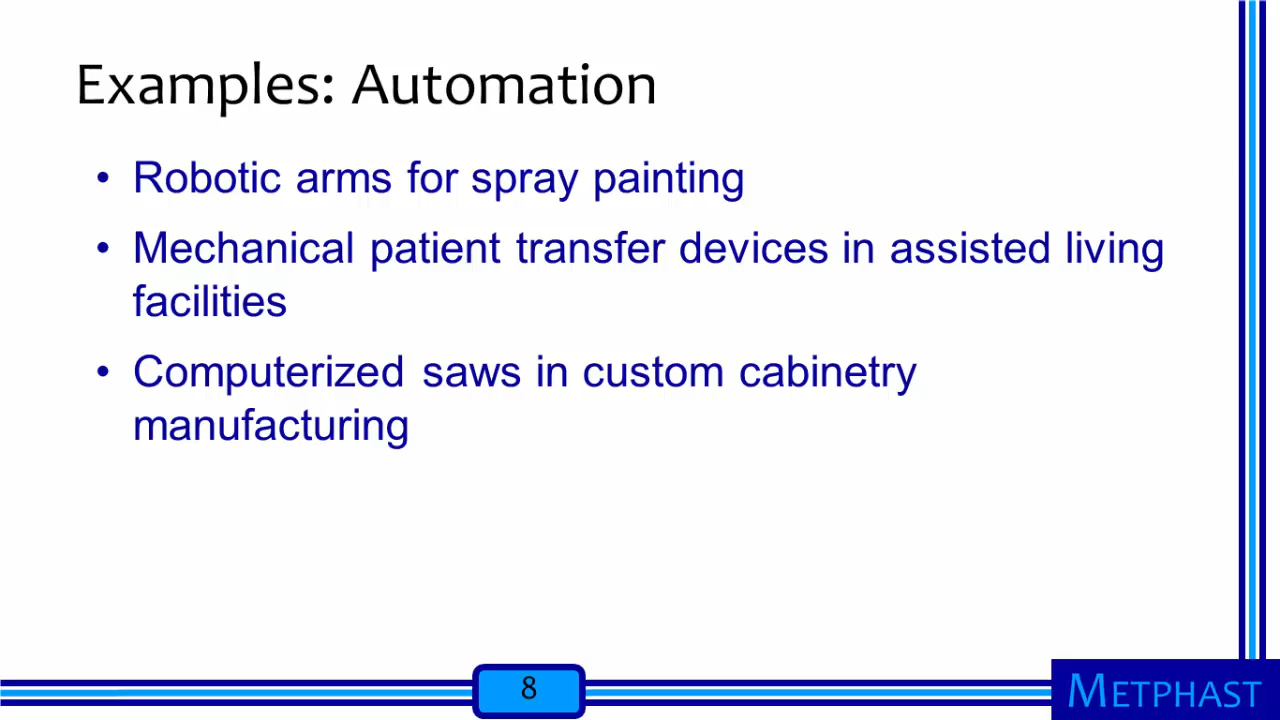 Examples: Automation
• Robotic arms for spray painting
• Mechanical patient transfer devices in assisted living
facilities
• Computerized saws in custom cabinetry
manufacturing
8
METPHAST